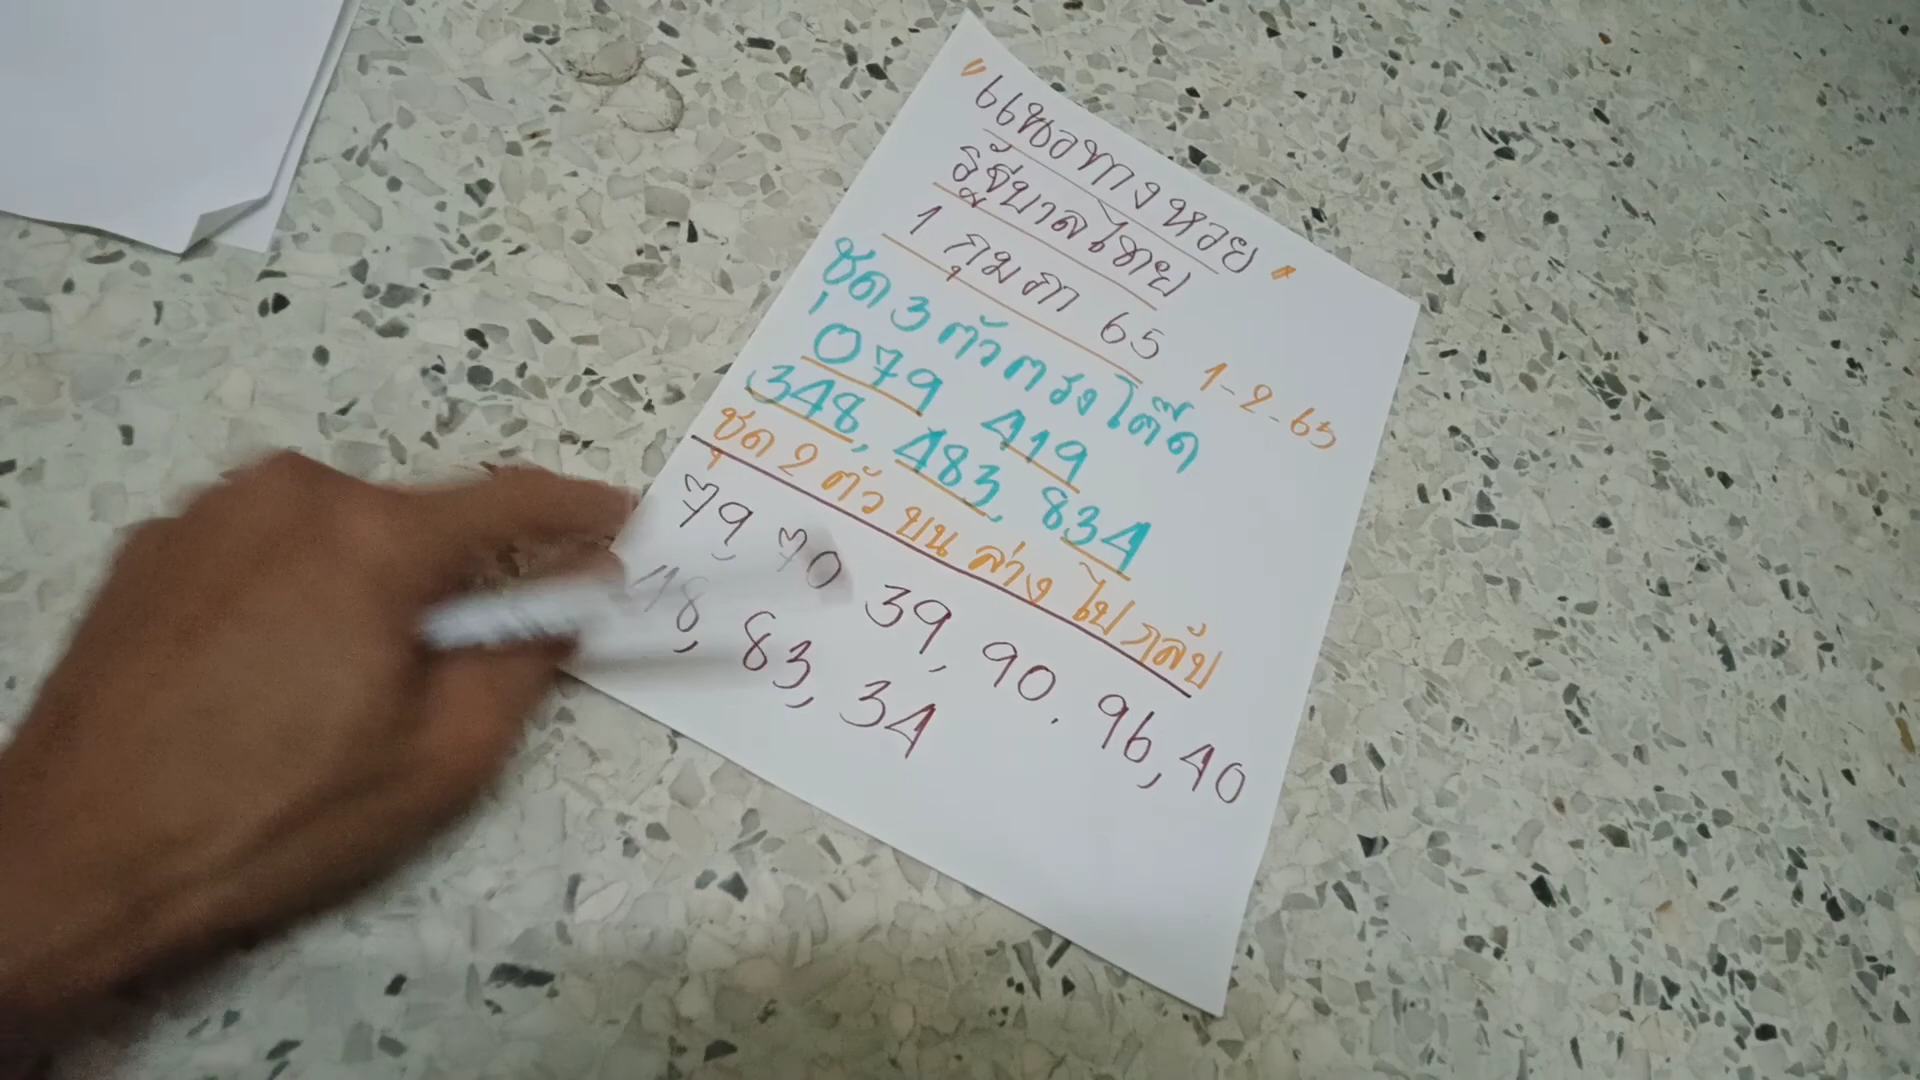 "แนวทางหวย"
รัฐบาลไทย
1 กุมภา 65
1-2-65
ชุด 3 ตัวตรงโต๊ด
079 419
348, 483, 834
ชุด 2 ตัว บน ล่าง ไป กลับ
79, 70 39, 90. 96, 40
48, 83, 34